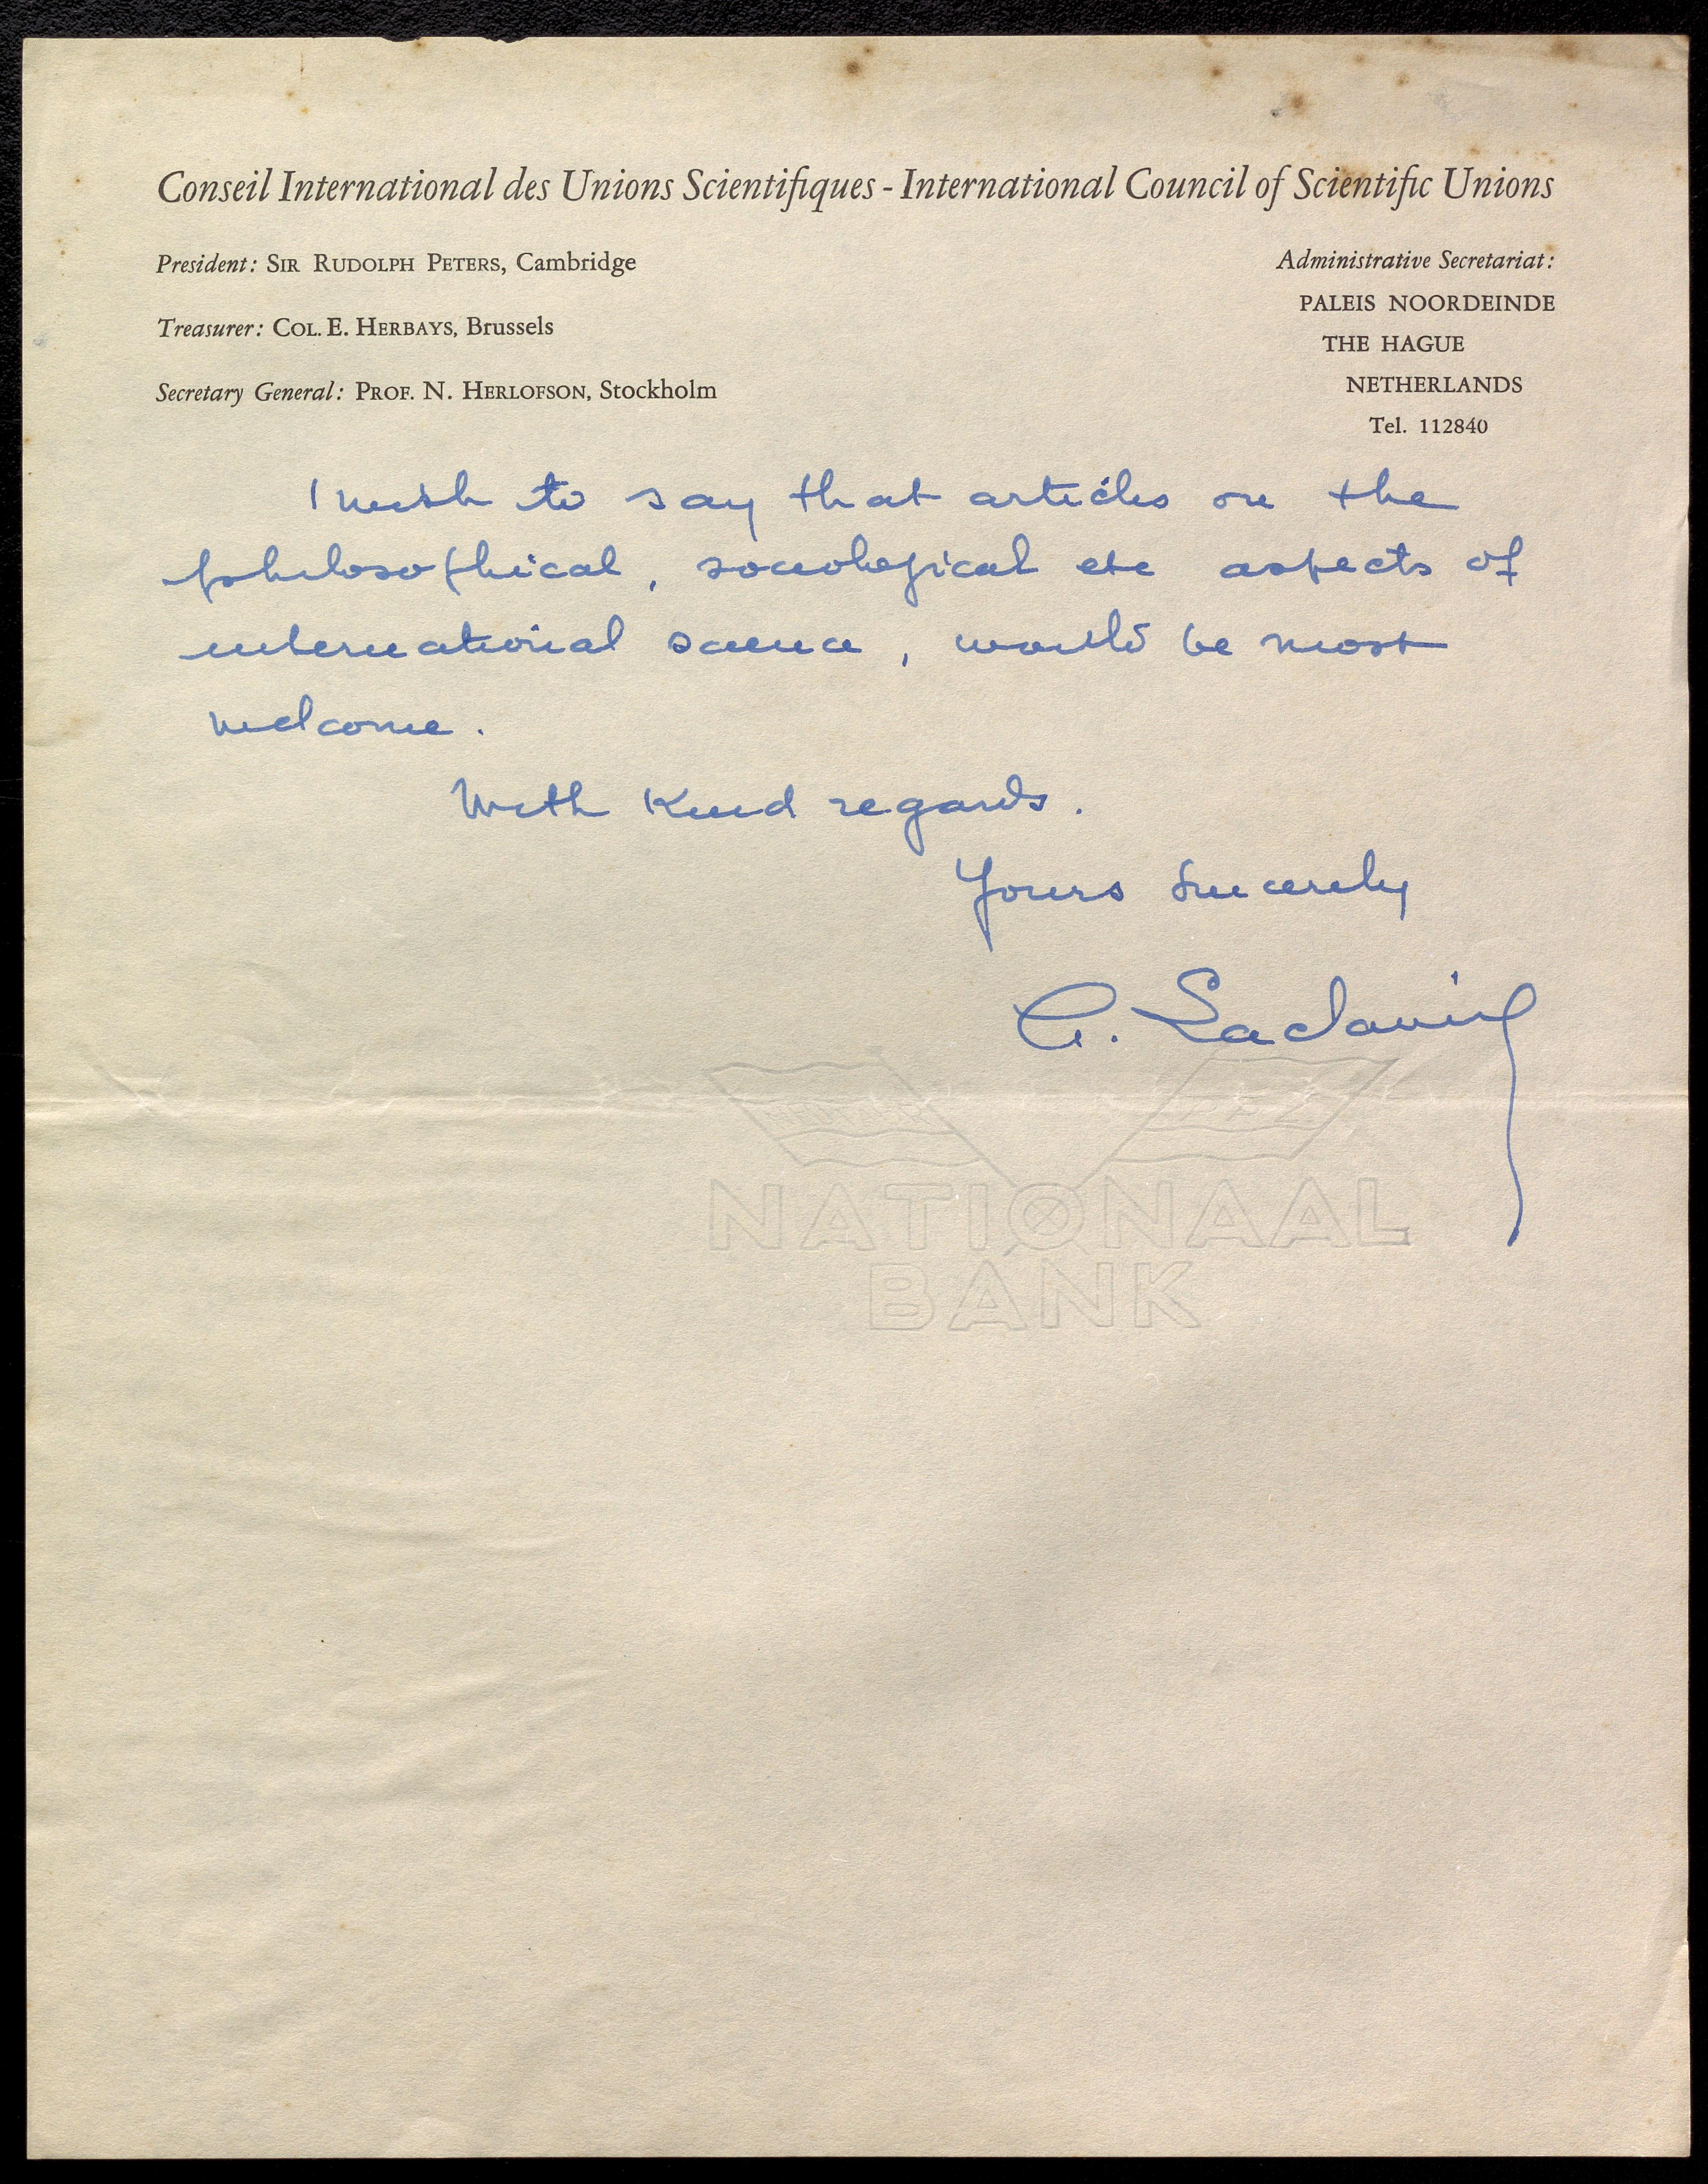 Conseil International des Unions Scientifiques - International Council of Scientific Unions
President: SIR RUDOLPH PETERS, Cambridge
Treasurer: COL. E. HERBAYS, Brussels
Secretary General: PROF. N. HERLOFSON, Stockholm
Administrative Secretariat:
PALEIS NOORDEINDE
THE HAGUE
NETHERLANDS
Tel. 112840
I wish to say that articles on the
philosophical, sociological etc aspects of
international science, would be most
welcome.
With Kind regards.
Yours Sincerely
NATIONAAL
BANK